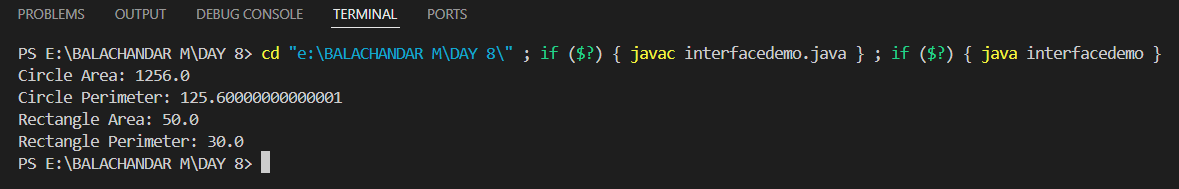 PROBLEMS OUTPUT DEBUG CONSOLE TERMINAL PORTS
PS E:\BALACHANDAR M\DAY 8> cd "e:\BALACHANDAR M\DAY 8\" ; if ($?) { javac interfacedemo.java } ; if ($?) { java interfacedemo }
Circle Area: 1256.0
Circle Perimeter: 125.60000000000001
Rectangle Area: 50.0
Rectangle Perimeter: 30.0
PS E:\BALACHANDAR M\DAY 8>